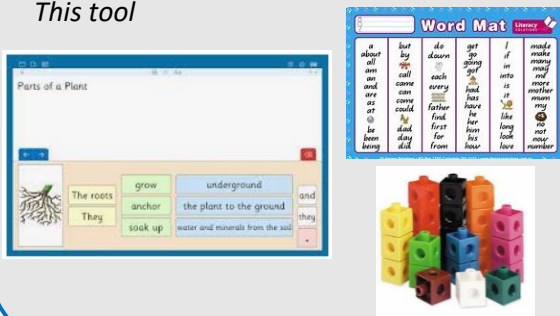 This tool
Parts of a Plant
The roots
They
grow
anchor
soak up
underground
the plant to the ground
water and minerals from the soil
and
they
.
Word Mat
Literacy
a
about
all
am
an
and
are
as
at
be
been
being
but
by
call
came
can
come
could
dad
day
did
do
down
each
every
father
find
first
for
from
get
go
going
got
had
has
have
he
her
him
his
how
I
if
in
into
is
it
like
long
look
love
made
make
many
may
me
more
mother
mum
my
no
not
now
number